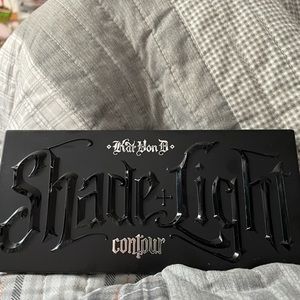 Kat Von D
Shade + Light
contour